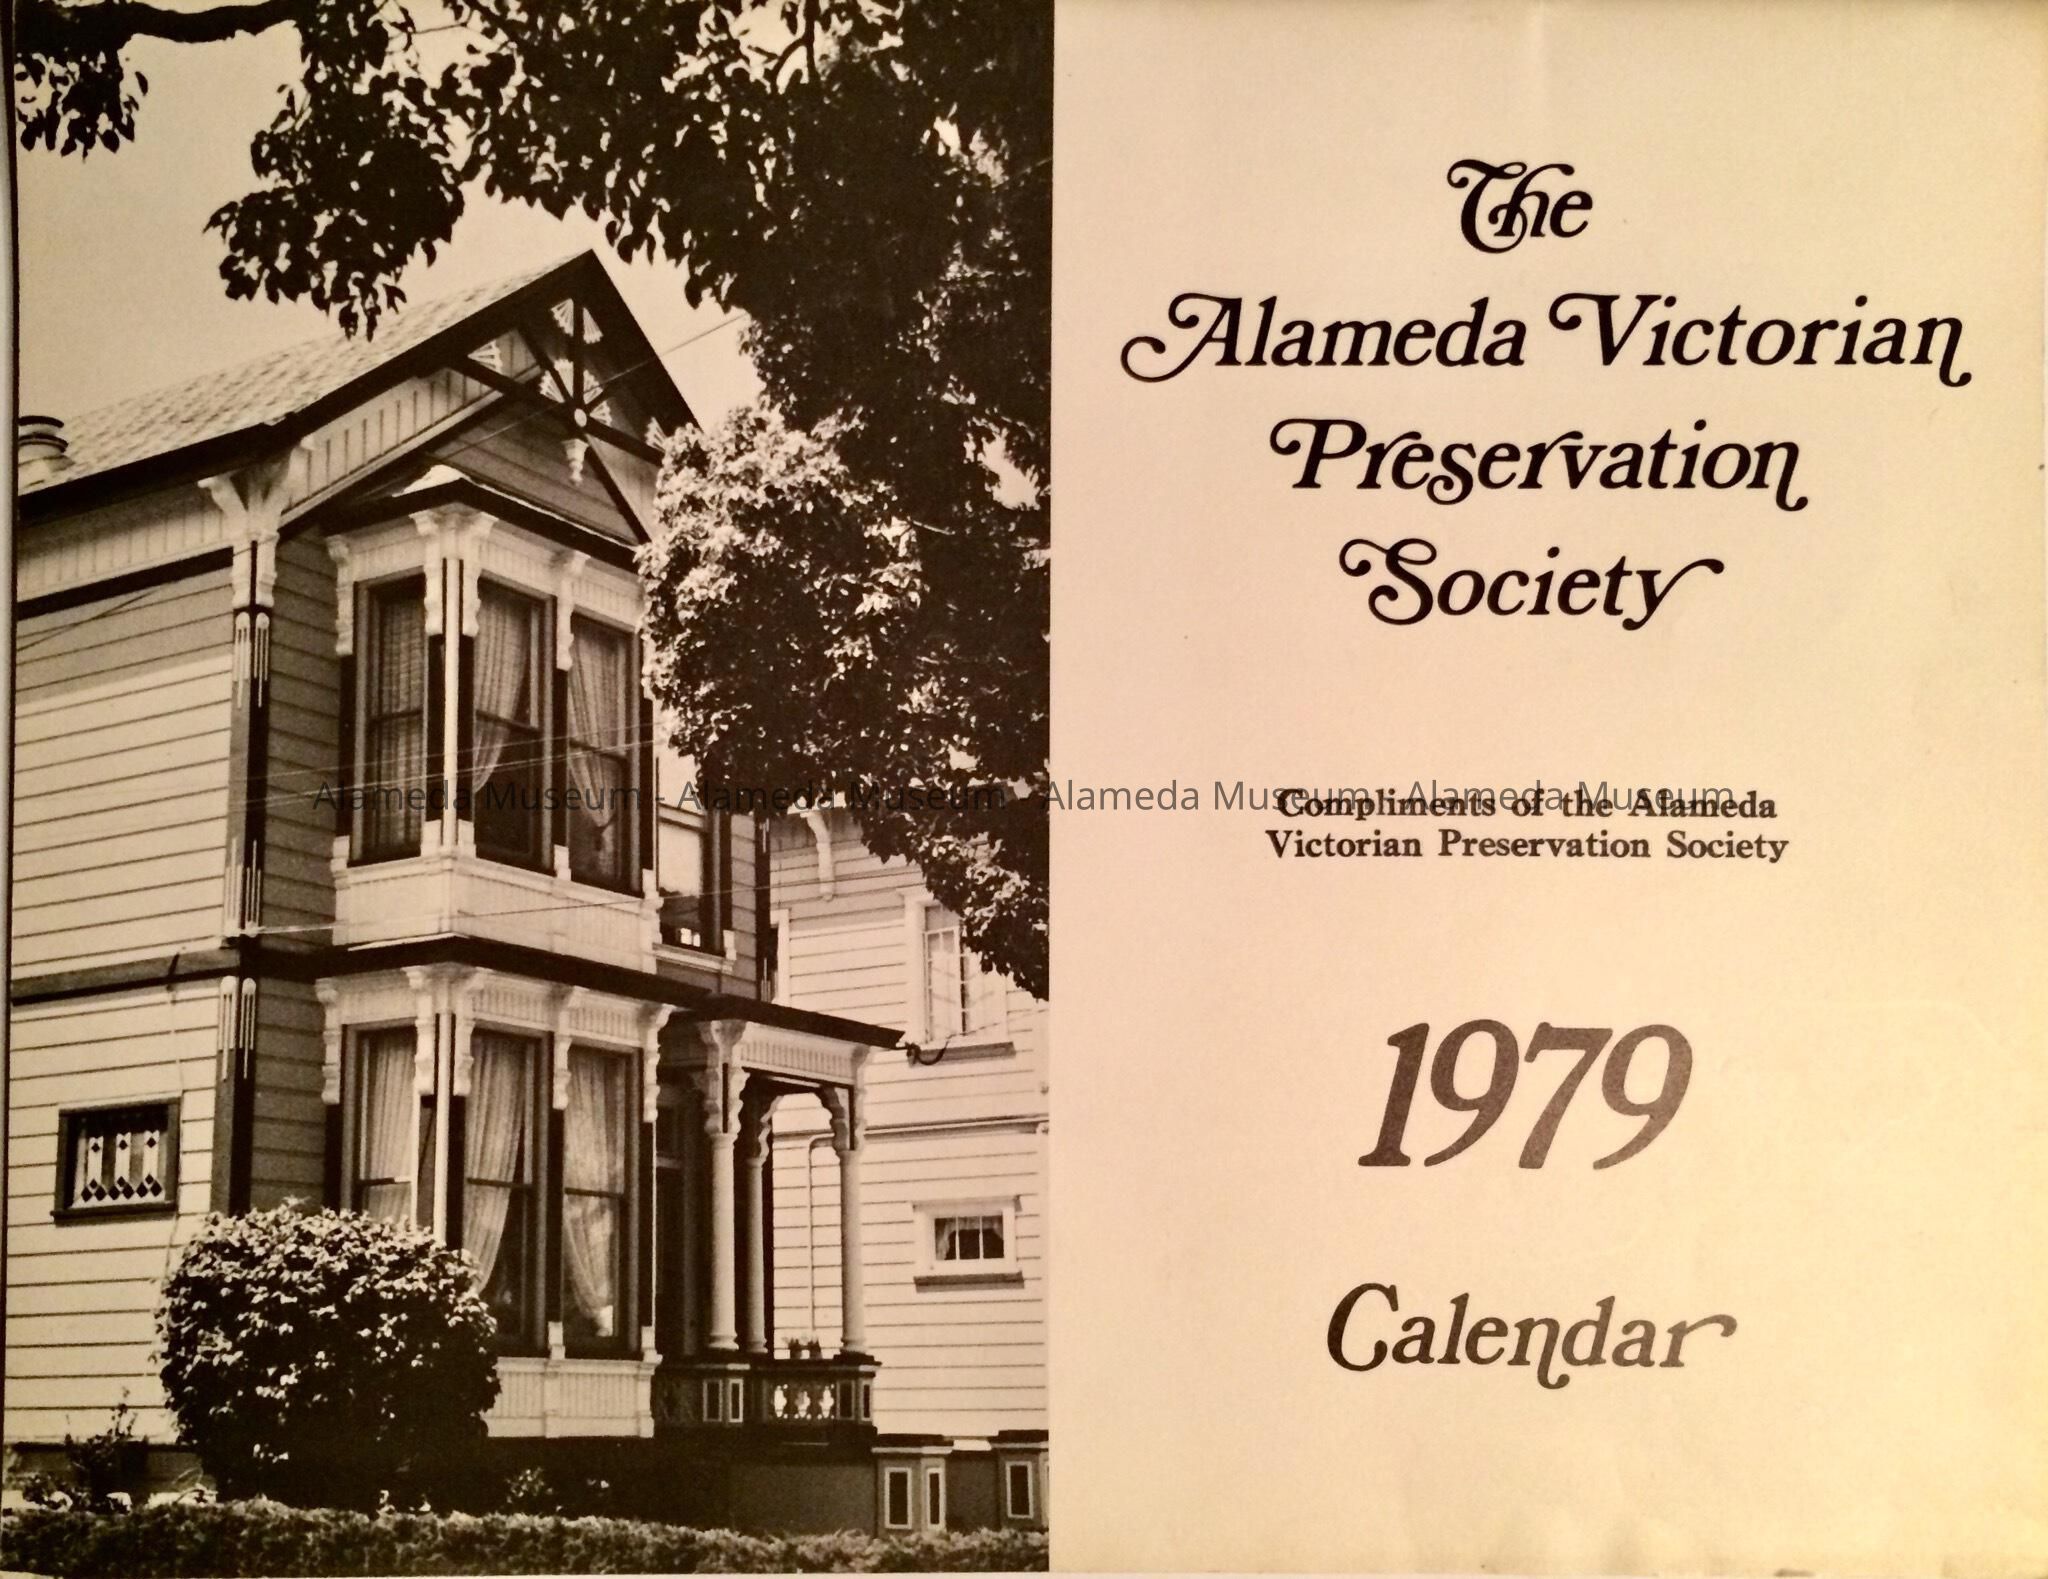 The
Alameda Victorian
Preservation
Society
Alameda Museum - Alameda Museum - Alameda Museum - Alameda Museum
Compliments of the Alameda
Victorian Preservation Society
1979
Calendar